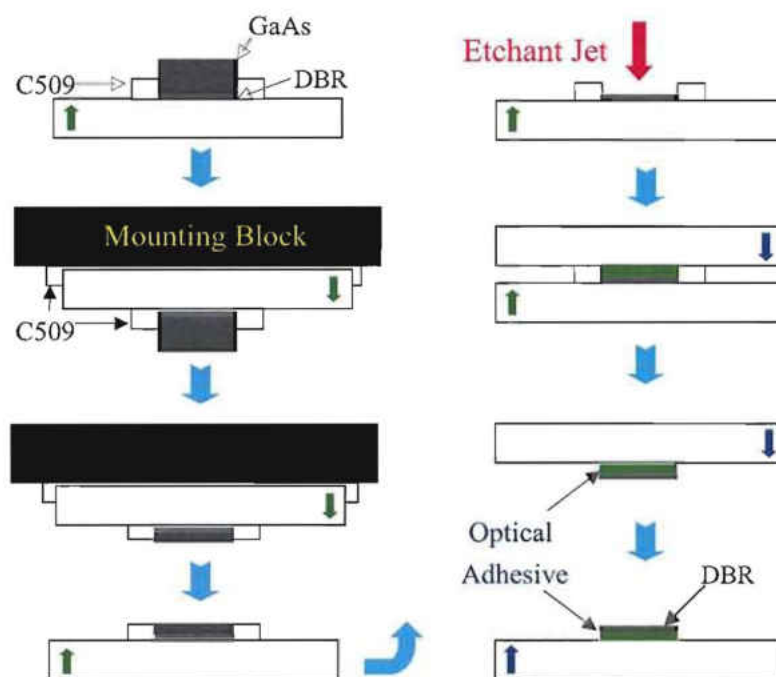 GaAs
C509
DBR
Mounting Block
C509
Etchant Jet
Optical
Adhesive
DBR